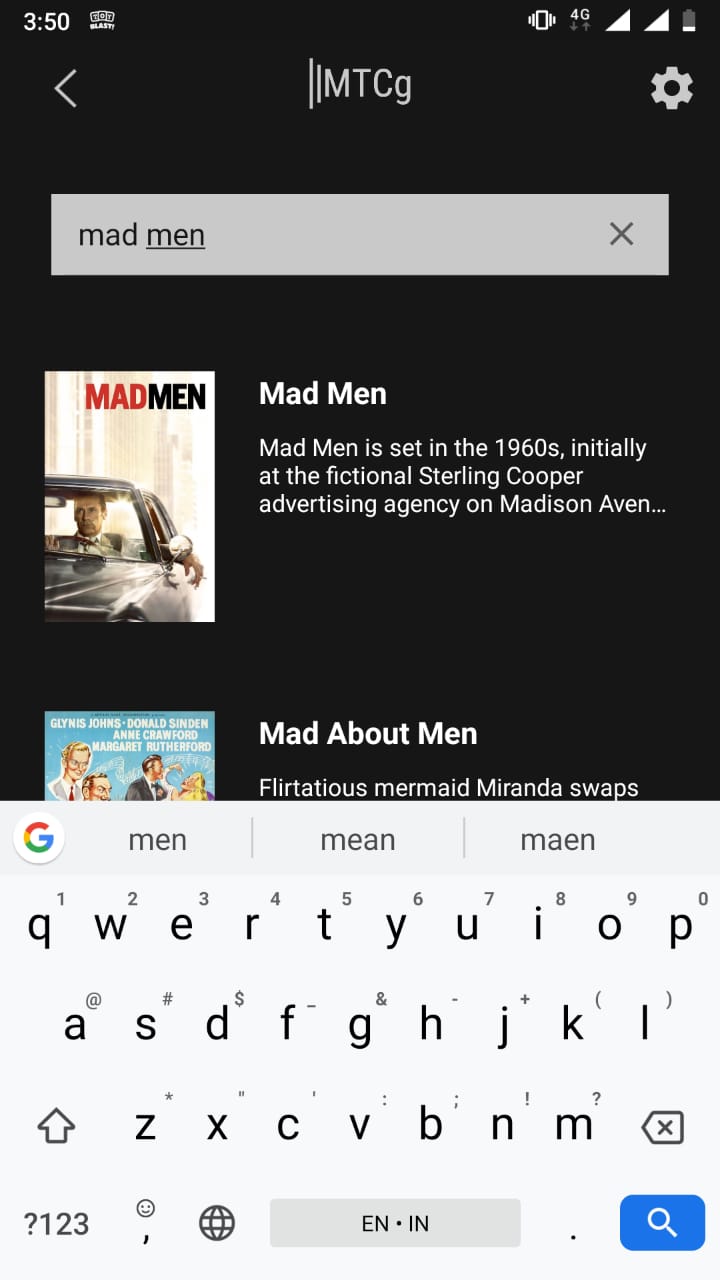 3:50 TOT BLAST! 4G
||MTCg
mad men
MADMEN
Mad Men
Mad Men is set in the 1960s, initially
at the fictional Sterling Cooper
advertising agency on Madison Aven...
GLYNIS JOHNS·DONALD SINDEN
ANNE CRAWFORD
MARGARET RUTHERFORD
Mad About Men
Flirtatious mermaid Miranda swaps
G men mean maen
1 2 3 4 5 6 7 8 9 0
q w e r t y u i o p
@ # $ _ & - + ( )
a s d f g h j k l
* " ' : ; ! ?
z x c v b n m
?123 , EN • IN .